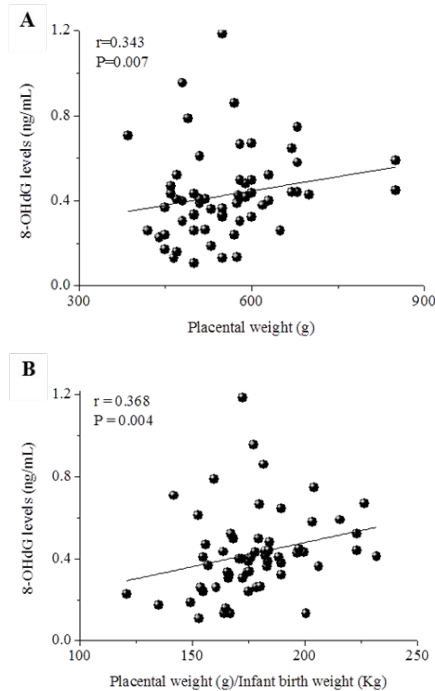 A
r=0.343
P=0.007
8-OHdG levels (ng/mL)
1.2
0.8
0.4
0.0
300
600
900
Placental weight (g)
B
r = 0.368
P = 0.004
8-OHdG levels (ng/mL)
1.2
0.8
0.4
0.0
100
150
200
250
Placental weight (g)/Infant birth weight (Kg)